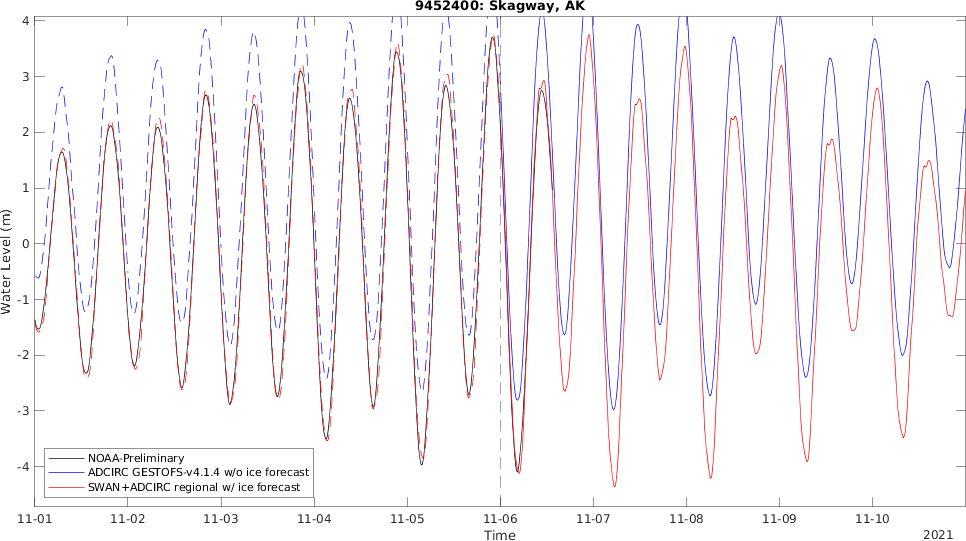 9452400: Skagway, AK
4
3
2
1
0
-1
-2
-3
-4
Water Level (m)
NOAA-Preliminary
ADCIRC GESTOFS-v4.1.4 w/o ice forecast
SWAN+ADCIRC regional w/ ice forecast
11-01 11-02 11-03 11-04 11-05 11-06 11-07 11-08 11-09 11-10
Time
2021